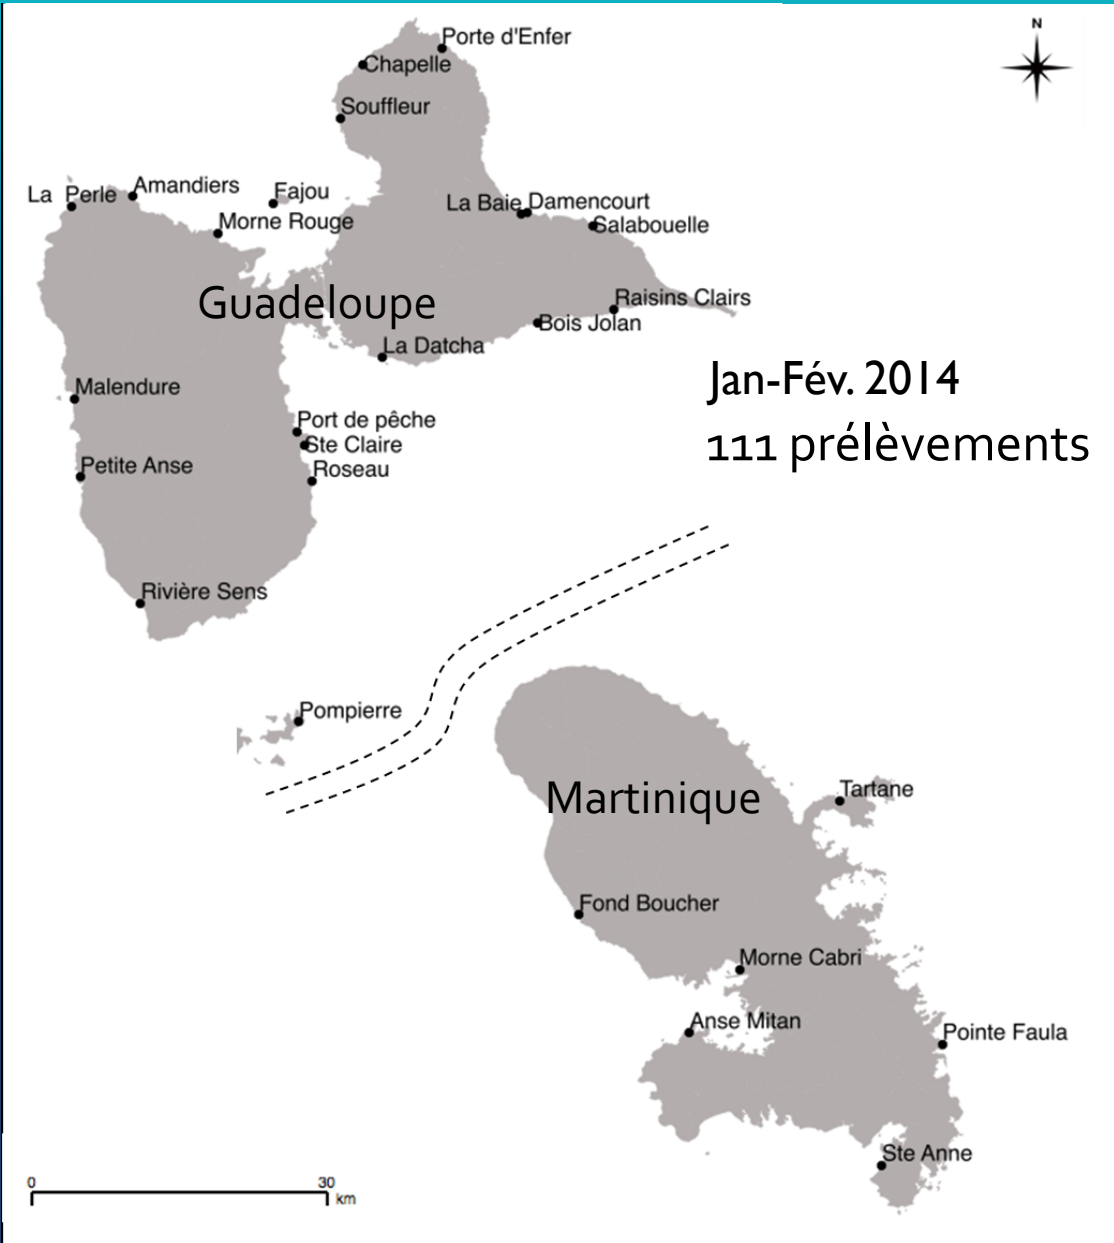 N
Porte d'Enfer
Chapelle
Souffleur
La Perle
Amandiers
Fajou
Morne Rouge
La Baie
Damencourt
Salabouelle
Guadeloupe
Raisins Clairs
Bois Jolan
La Datcha
Jan-Fév. 2014
111 prélèvements
Malendure
Port de pêche
Ste Claire
Petite Anse
Roseau
Rivière Sens
Pompierre
Martinique
Tartane
Fond Boucher
Morne Cabri
Anse Mitan
Pointe Faula
Ste Anne
0
30
km